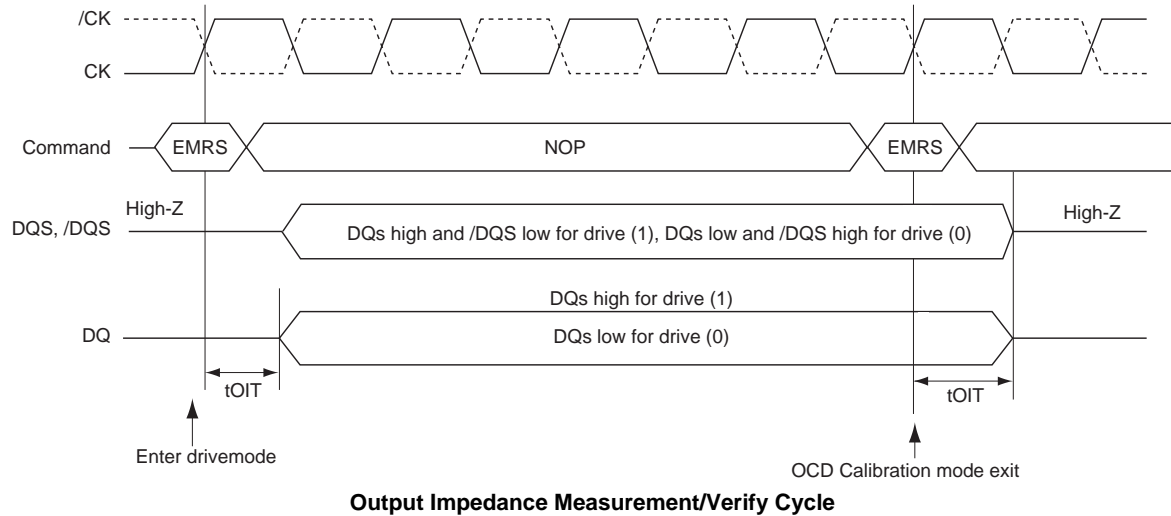 /CK
CK
Command
EMRS
NOP
EMRS
High-Z
High-Z
DQS, /DQS
DQs high and /DQS low for drive (1), DQs low and /DQS high for drive (0)
DQs high for drive (1)
DQ
DQs low for drive (0)
tOIT
tOIT
Enter drivemode
OCD Calibration mode exit
Output Impedance Measurement/Verify Cycle